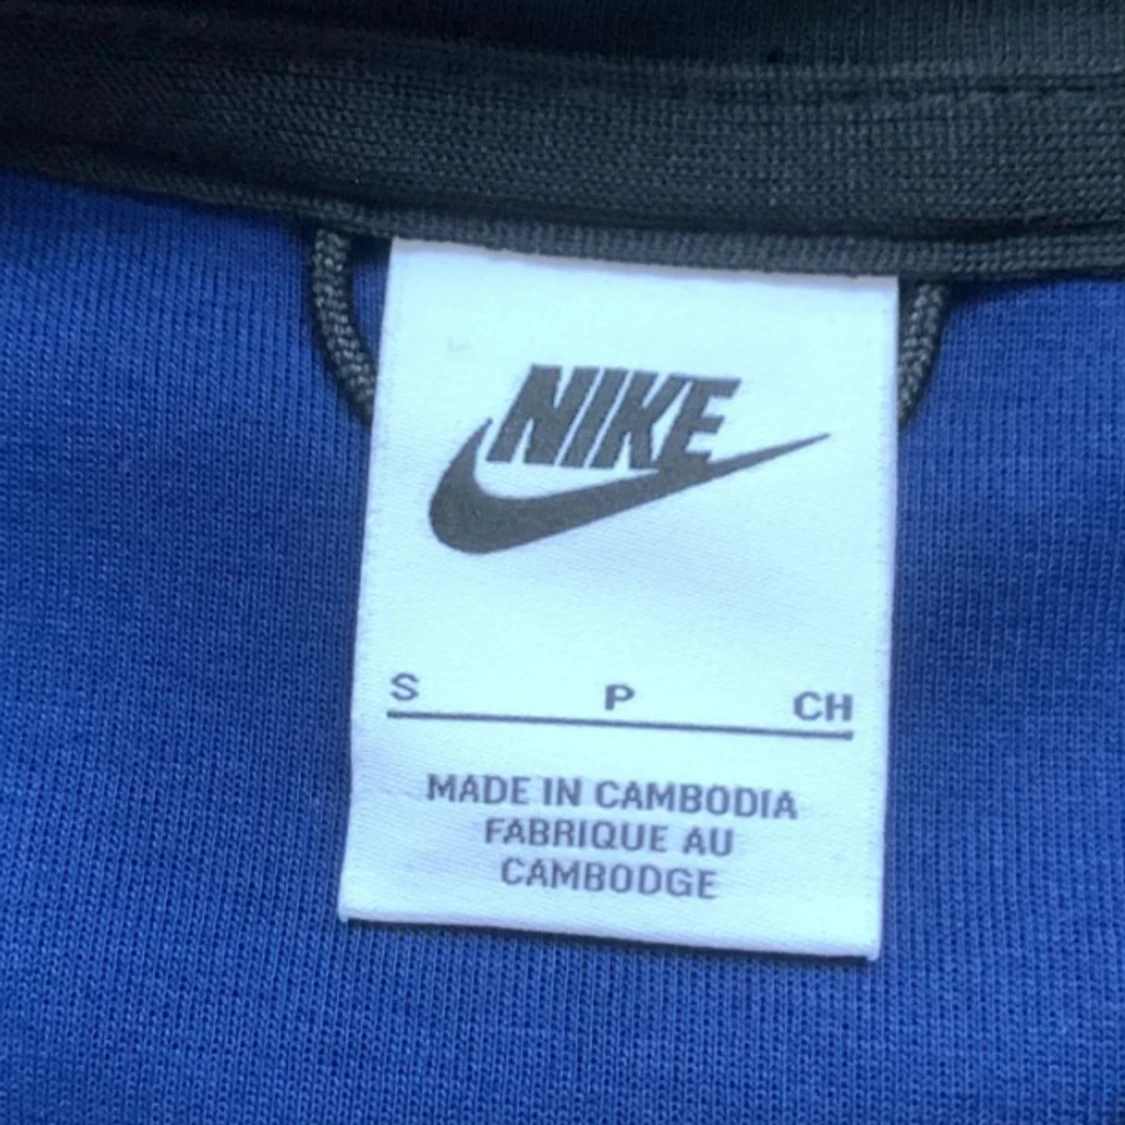 NIKE
S P CH
MADE IN CAMBODIA
FABRIQUE AU
CAMBODGE